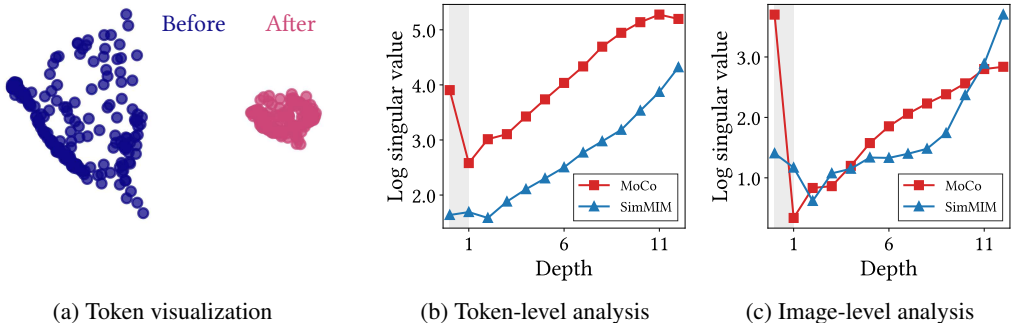 Before
After
Log singular value
5.0
4.0
3.0
2.0
MoCo
SimMIM
1
6
11
Depth
Log singular value
3.0
2.0
1.0
MoCo
SimMIM
1
6
11
Depth
(a) Token visualization
(b) Token-level analysis
(c) Image-level analysis